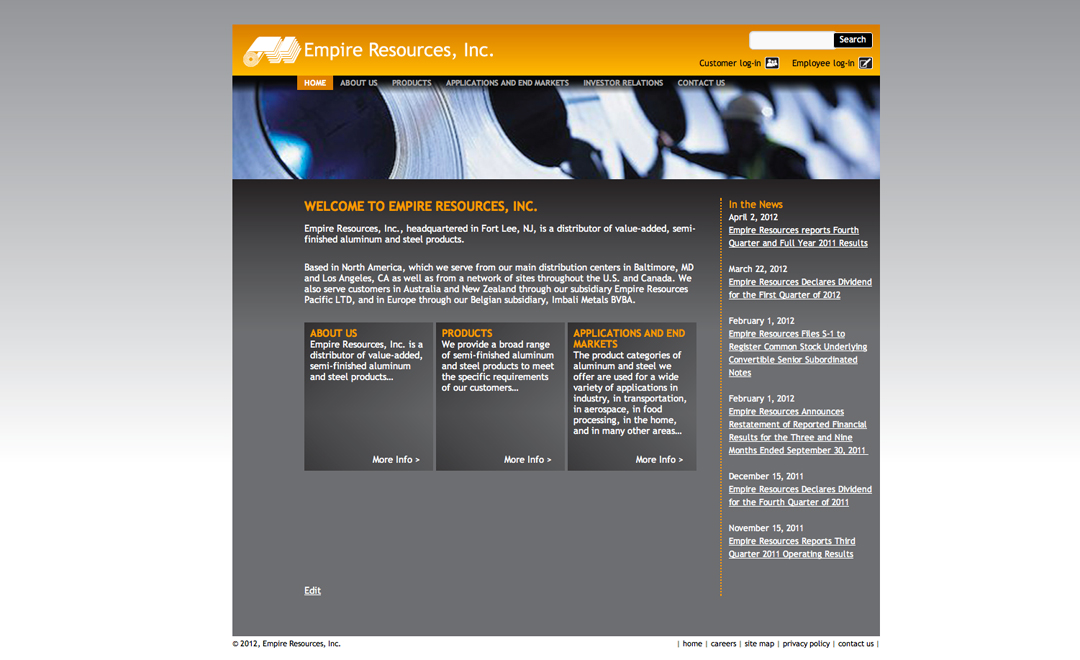 Empire Resources, Inc.
Search
Customer log-in
Employee log-in
HOME ABOUT US PRODUCTS APPLICATIONS AND END MARKETS INVESTOR RELATIONS CONTACT US
WELCOME TO EMPIRE RESOURCES, INC.
Empire Resources, Inc., headquartered in Fort Lee, NJ, is a distributor of value-added, semi-
finished aluminum and steel products.
Based in North America, which we serve from our main distribution centers in Baltimore, MD
and Los Angeles, CA as well as from a network of sites throughout the U.S. and Canada. We
also serve customers in Australia and New Zealand through our subsidiary Empire Resources
Pacific LTD, and in Europe through our Belgian subsidiary, Imbali Metals BVBA.
ABOUT US
Empire Resources, Inc. is a
distributor of value-added,
semi-finished aluminum
and steel products...
More Info >
PRODUCTS
We provide a broad range
of semi-finished aluminum
and steel products to meet
the specific requirements
of our customers...
More Info >
APPLICATIONS AND END
MARKETS
The product categories of
aluminum and steel we
offer are used for a wide
variety of applications in
industry, in transportation,
in aerospace, in food
processing, in the home,
and in many other areas...
More Info >
Edit
In the News
April 2, 2012
Empire Resources reports Fourth
Quarter and Full Year 2011 Results
March 22, 2012
Empire Resources Declares Dividend
for the First Quarter of 2012
February 1, 2012
Empire Resources Files S-1 to
Register Common Stock Underlying
Convertible Senior Subordinated
Notes
February 1, 2012
Empire Resources Announces
Restatement of Reported Financial
Results for the Three and Nine
Months Ended September 30, 2011
December 15, 2011
Empire Resources Declares Dividend
for the Fourth Quarter of 2011
November 15, 2011
Empire Resources Reports Third
Quarter 2011 Operating Results
© 2012, Empire Resources, Inc.
| home | careers | site map | privacy policy | contact us |